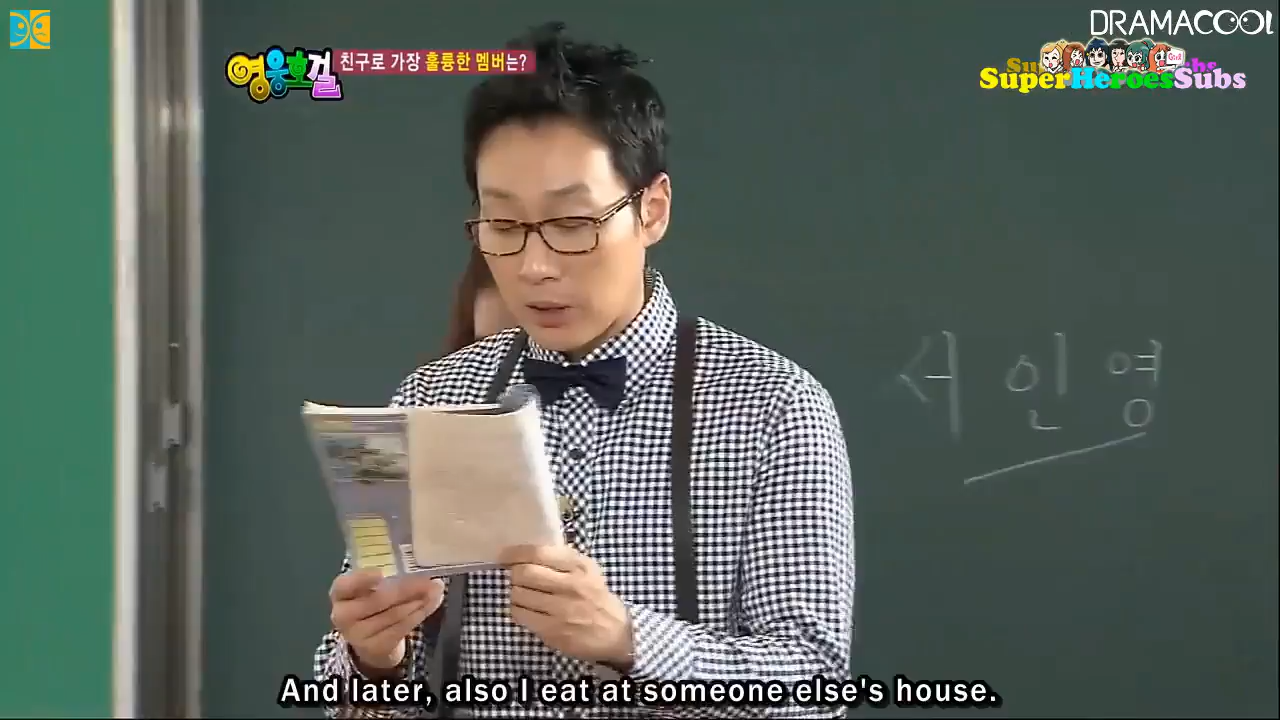 DRAMACOOL
영웅호걸 친구로 가장 훌륭한 멤버는?
SuperHeroesSubs
서인영
And later, also I eat at someone else's house.